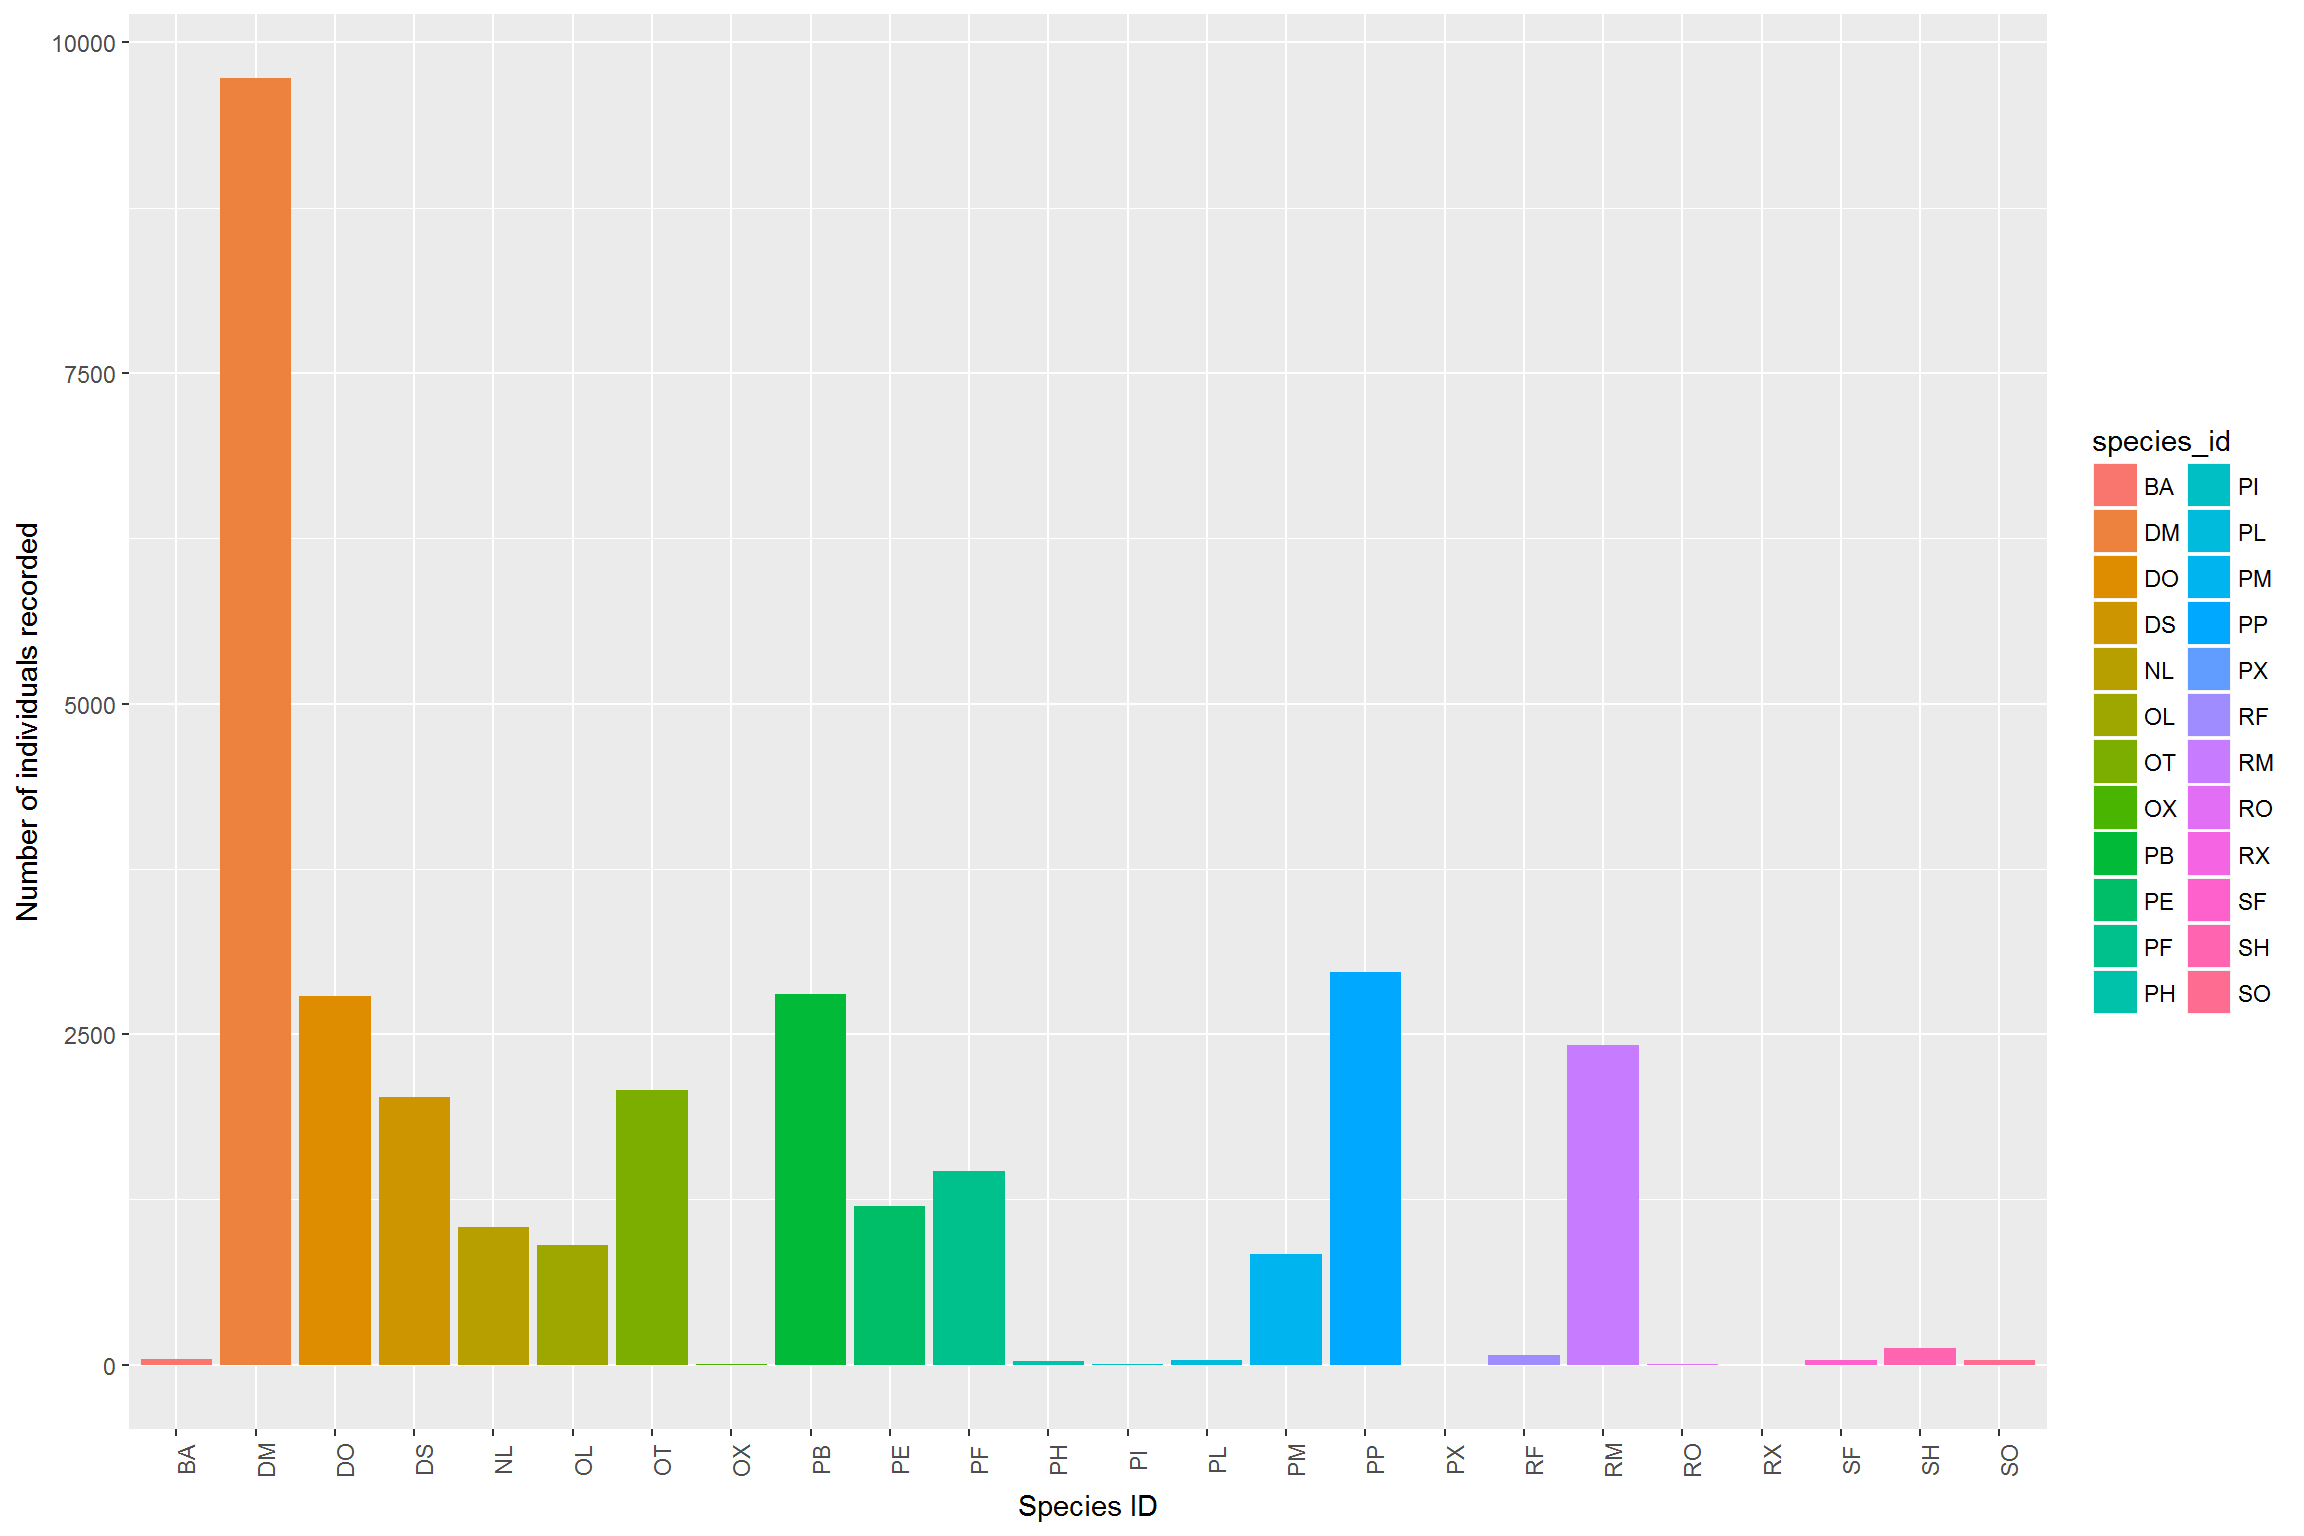 10000
7500
5000
2500
0
Number of individuals recorded
BA DM DO DS NL OL OT OX PB PE PF PH PI PL PM PP PX RF RM RO RX SF SH SO
Species ID
species_id
BA PI
DM PL
DO PM
DS PP
NL PX
OL RF
OT RM
OX RO
PB RX
PE SF
PF SH
PH SO